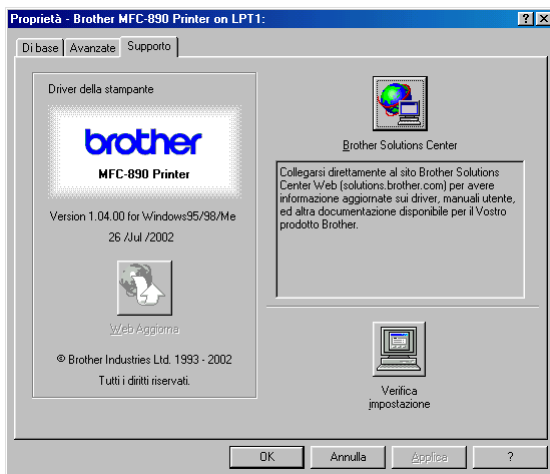 Proprietà - Brother MFC-890 Printer on LPT1:
Di base Avanzate Supporto
Driver della stampante
brother
MFC-890 Printer
Version 1.04.00 for Windows95/98/Me
26 /Jul /2002
Web Aggiorna
© Brother Industries Ltd. 1993 - 2002
Tutti i diritti riservati.
Brother Solutions Center
Collegarsi direttamente al sito Brother Solutions
Center Web (solutions.brother.com) per avere
informazione aggiornate sui driver, manuali utente,
ed altra documentazione disponibile per il Vostro
prodotto Brother.
Verifica
impostazione
OK Annulla Applica ?